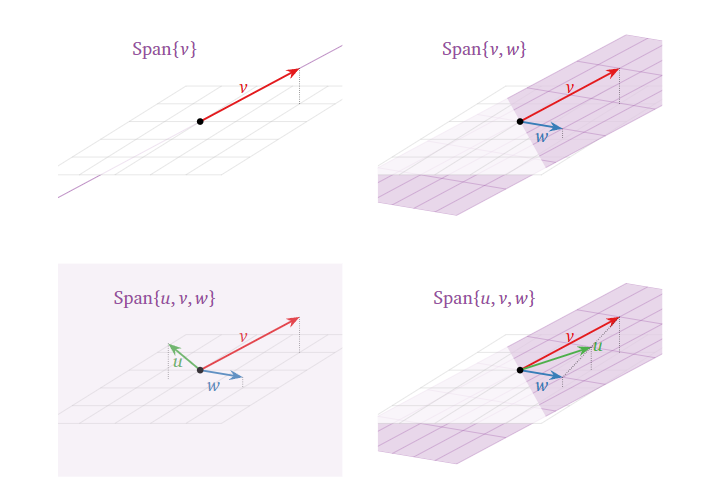 Span{v}
v
Span{v, w}
v
w
Span{u, v, w}
v
u
w
Span{u, v, w}
v
u
w